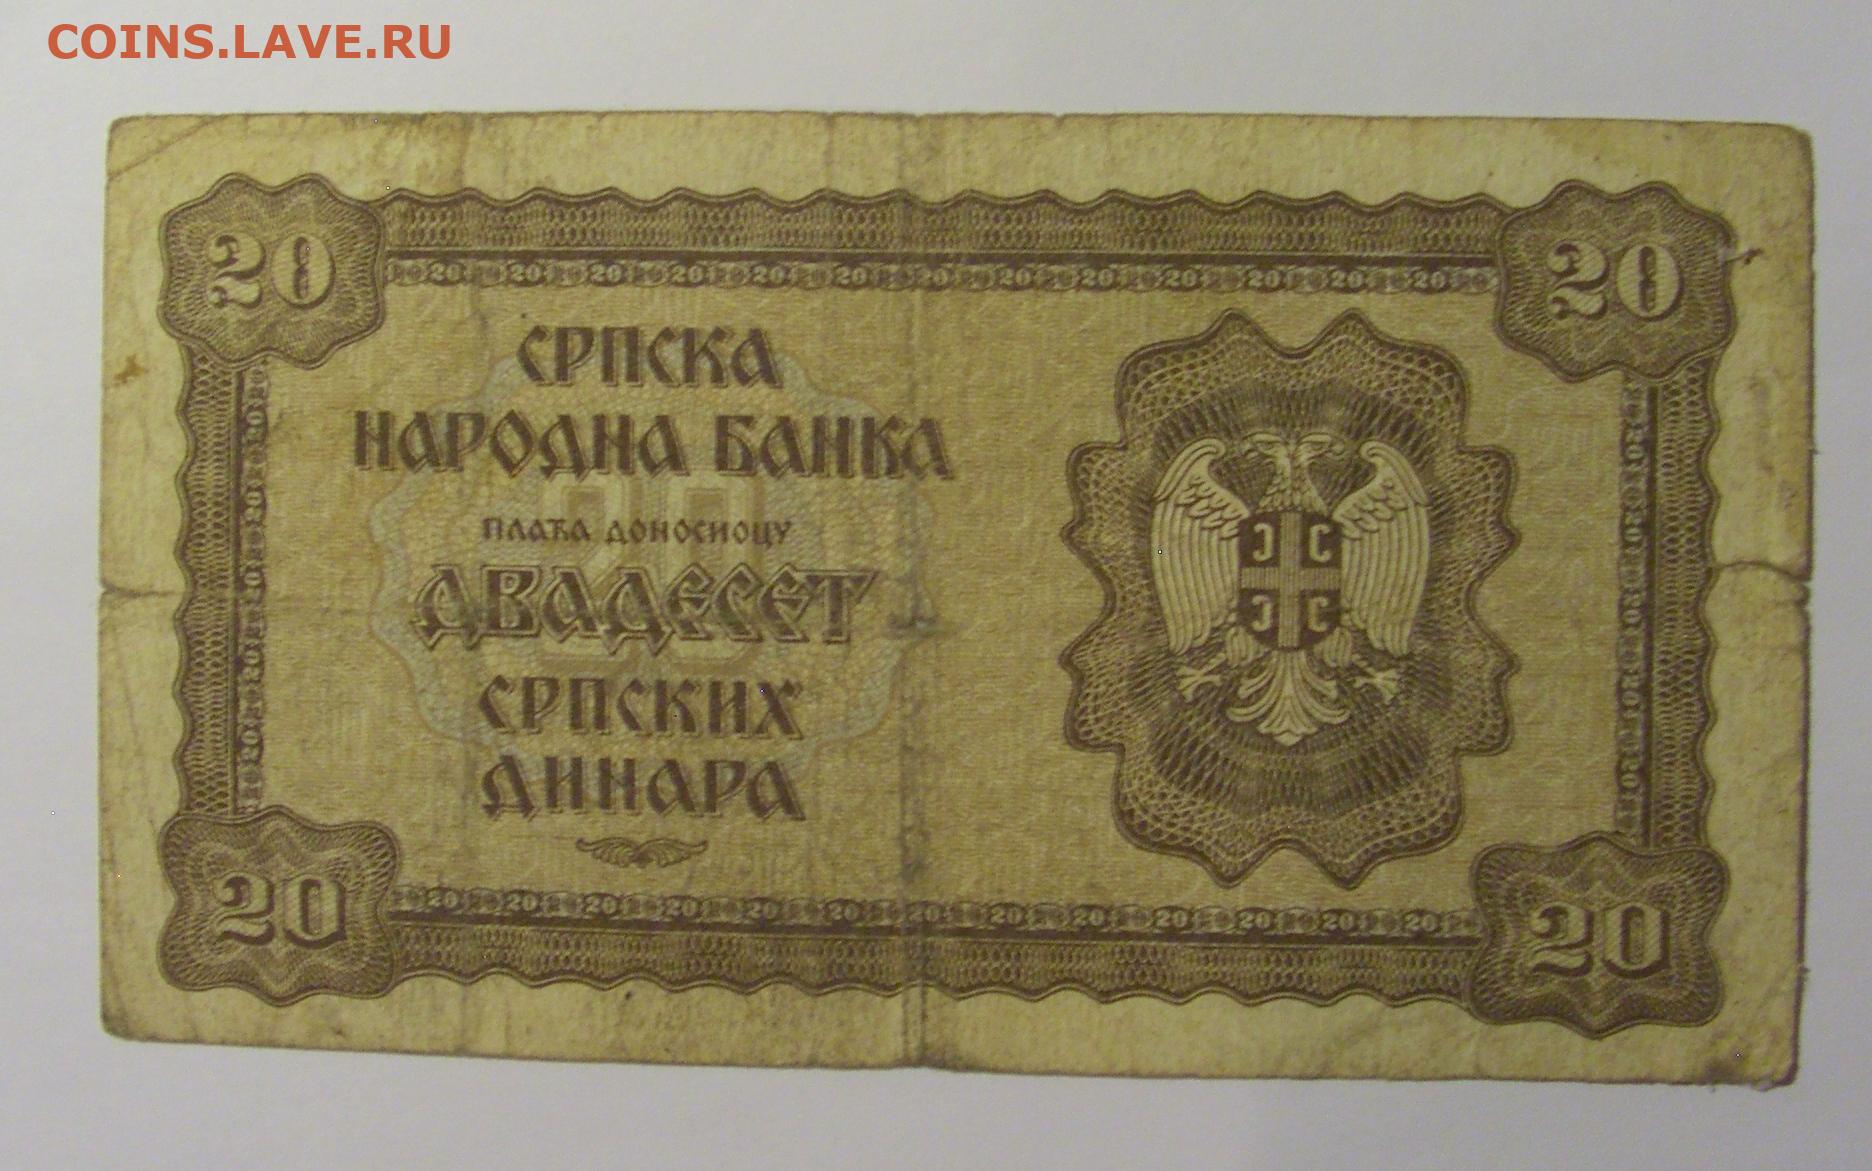 COINS.LAVE.RU
20 20
СРПСКА
НАРОДНА БАНКА
ПЛАЋА ДОНОСИОЦУ
ДВАДЕСЕТ
СРПСКИХ
ДИНАРА
20 20